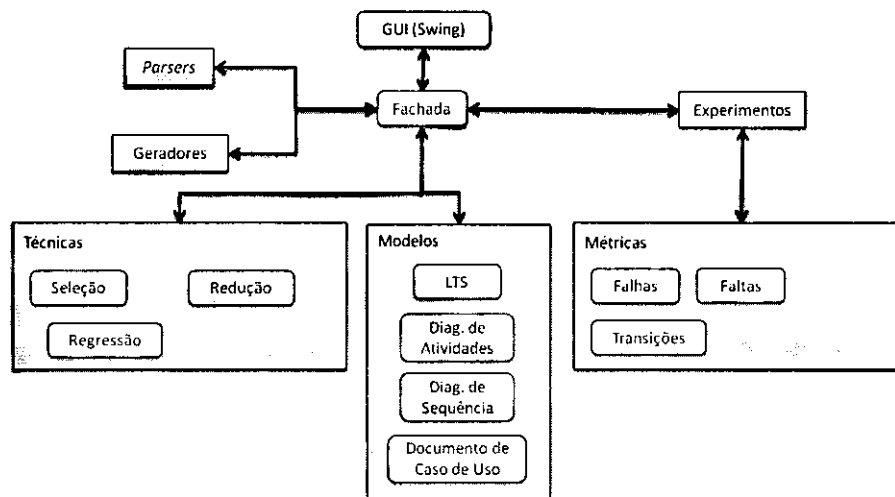 GUI (Swing)
Parsers
Fachada
Experimentos
Geradores
Técnicas
Seleção
Redução
Regressão
Modelos
LTS
Diag. de
Atividades
Diag. de
Sequência
Documento de
Caso de Uso
Métricas
Falhas
Faltas
Transições